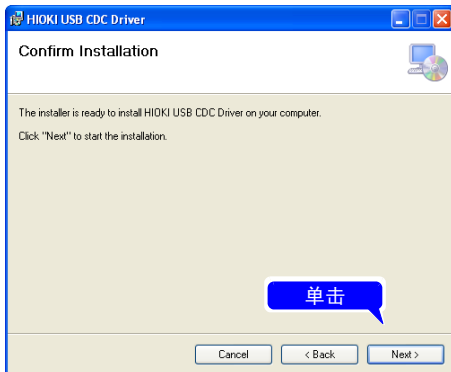 HIOKI USB CDC Driver
Confirm Installation
The installer is ready to install HIOKI USB CDC Driver on your computer.
Click "Next" to start the installation.
单击
Cancel
< Back
Next >